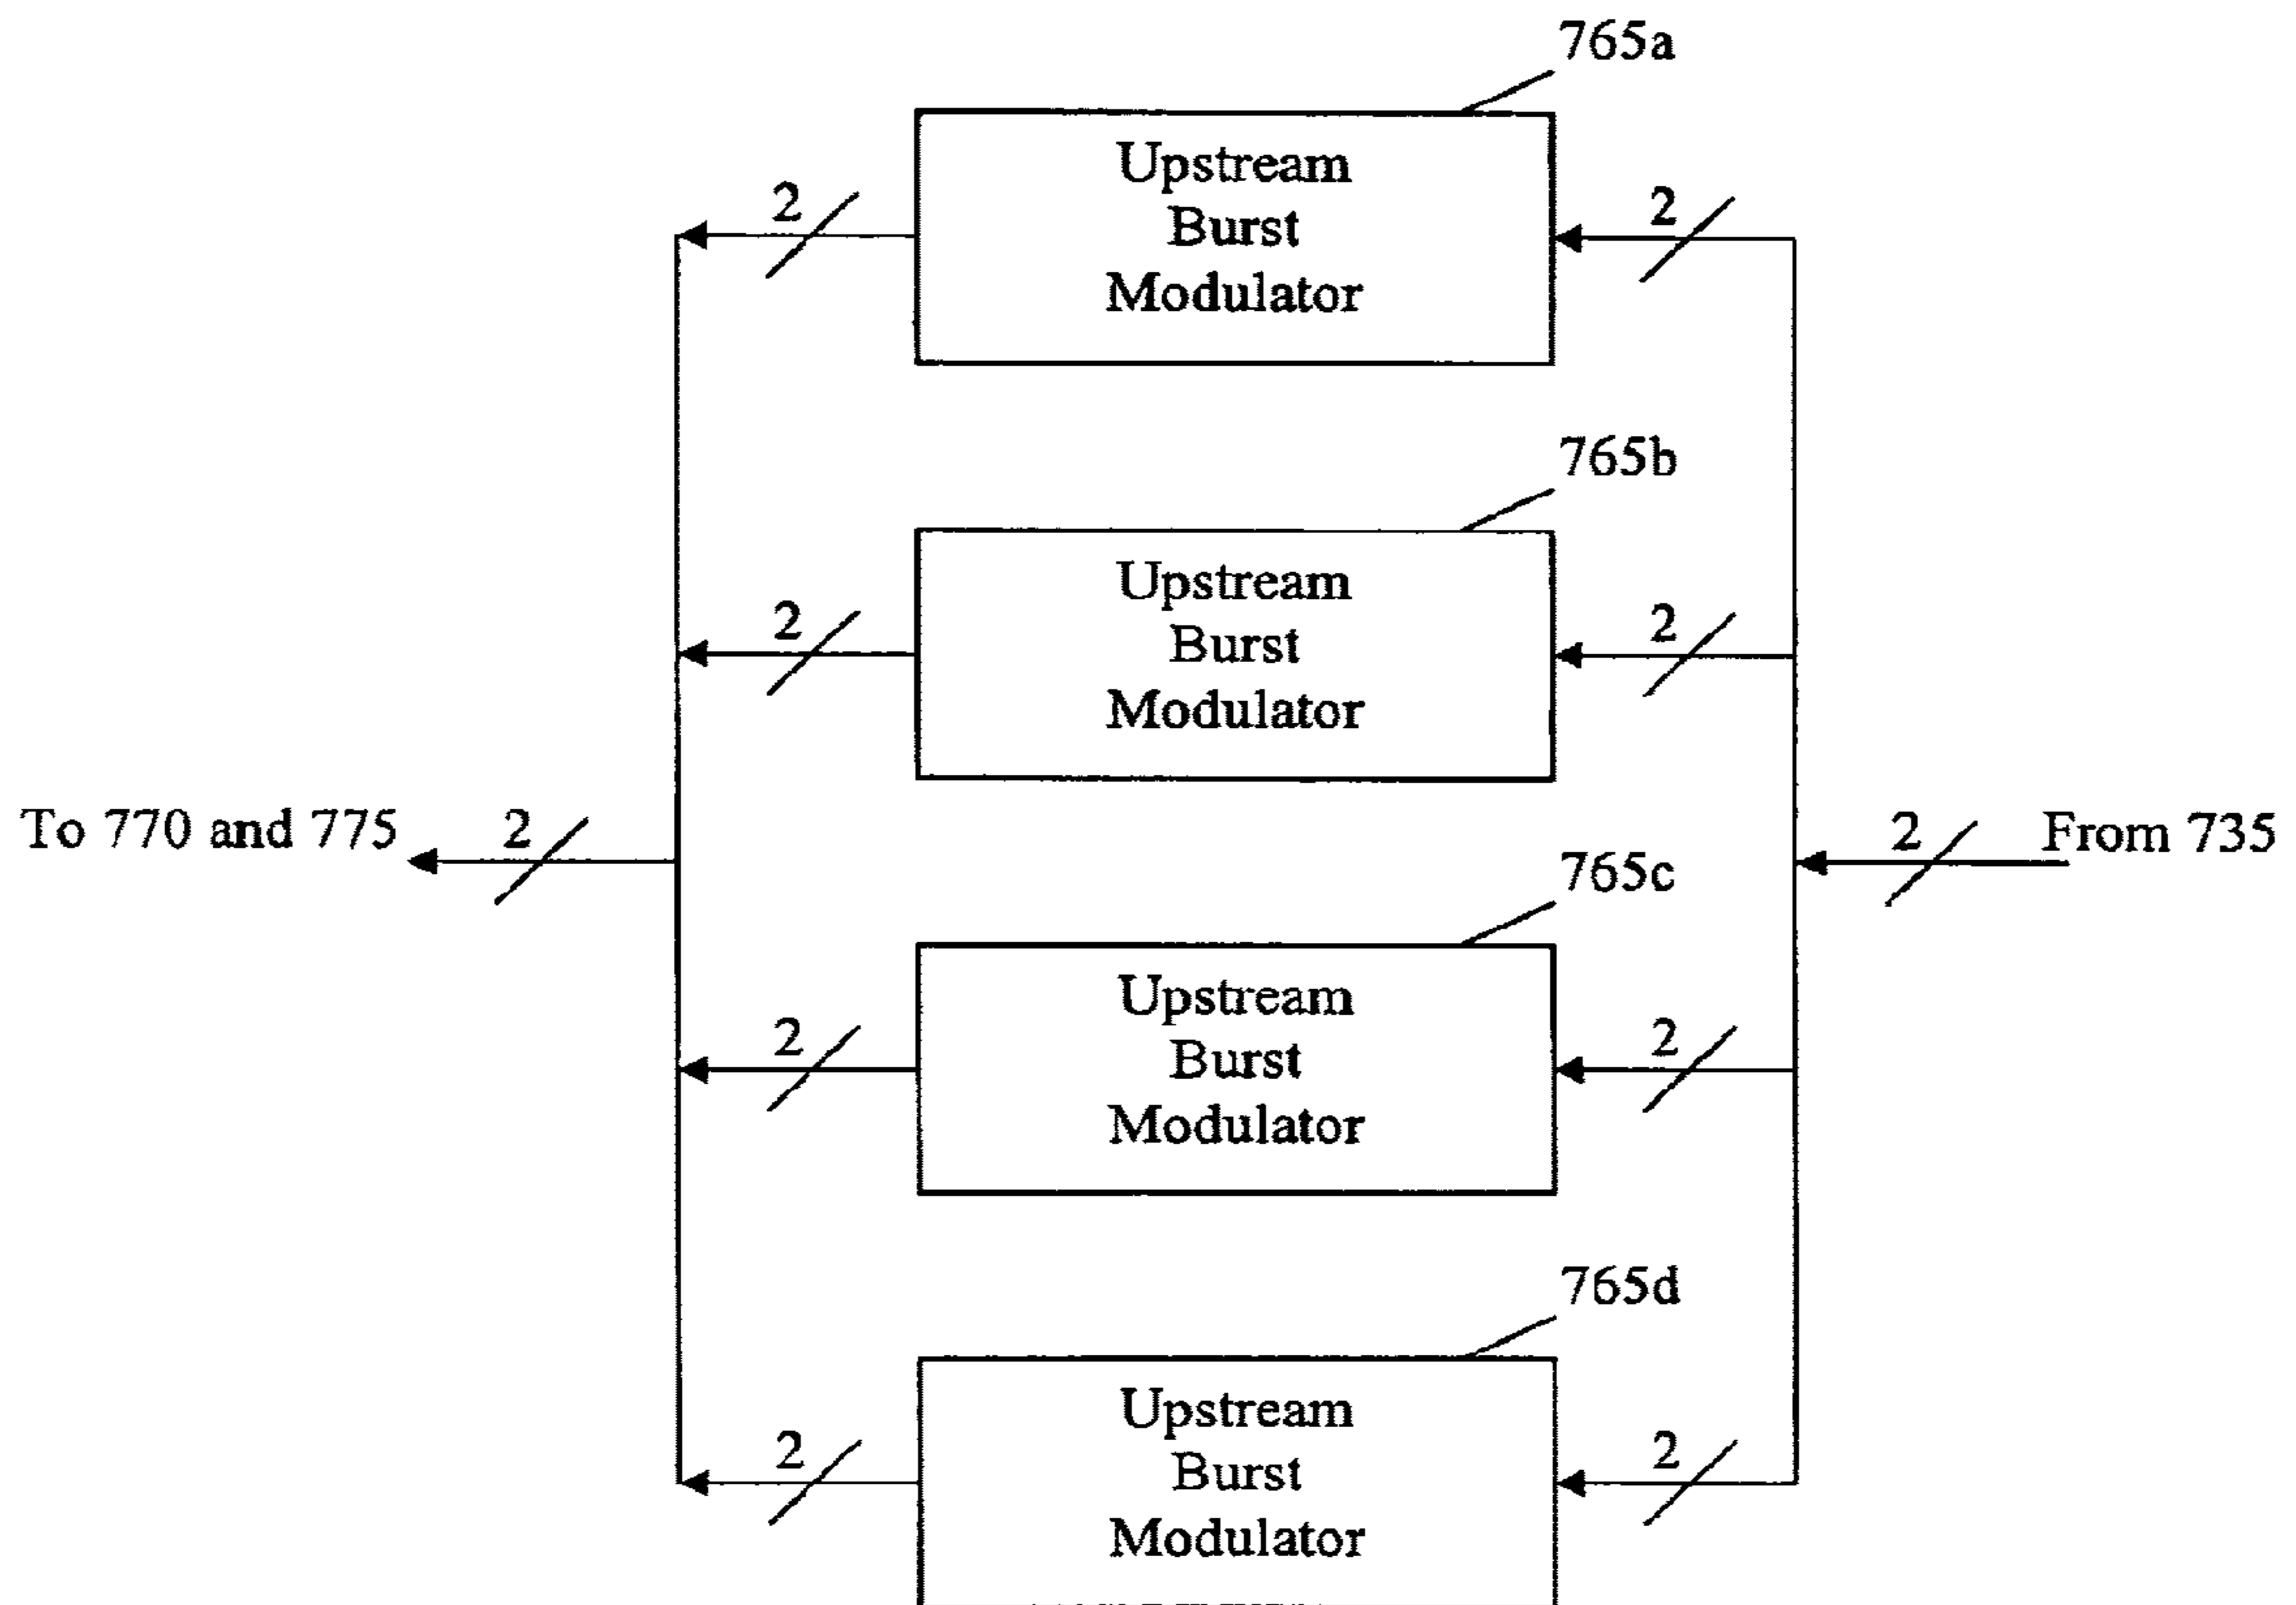 765a
Upstream
Burst
Modulator
2
2
765b
Upstream
Burst
Modulator
2
2
To 770 and 775
2
2
From 735
765c
Upstream
Burst
Modulator
2
2
765d
Upstream
Burst
Modulator
2
2